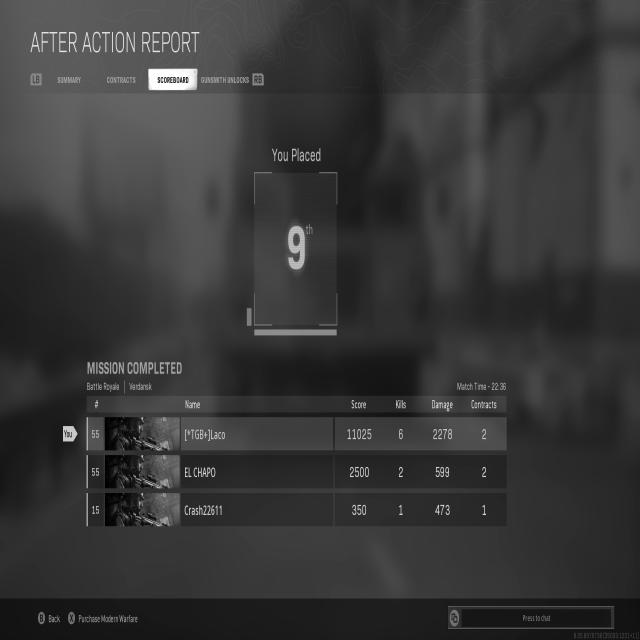 AFTER ACTION REPORT
LB SUMMARY CONTRACTS SCOREBOARD GUNSMITH UNLOCKS RB
You Placed
9th
MISSION COMPLETED
Battle Royale | Verdansk Match Time - 22:36
# Name Score Kills Damage Contracts
You 55 [*TGB+]Laco 11025 6 2278 2
55 EL CHAPO 2500 2 599 2
15 Crash22611 350 1 473 1
B Back X Purchase Modern Warfare Press to chat